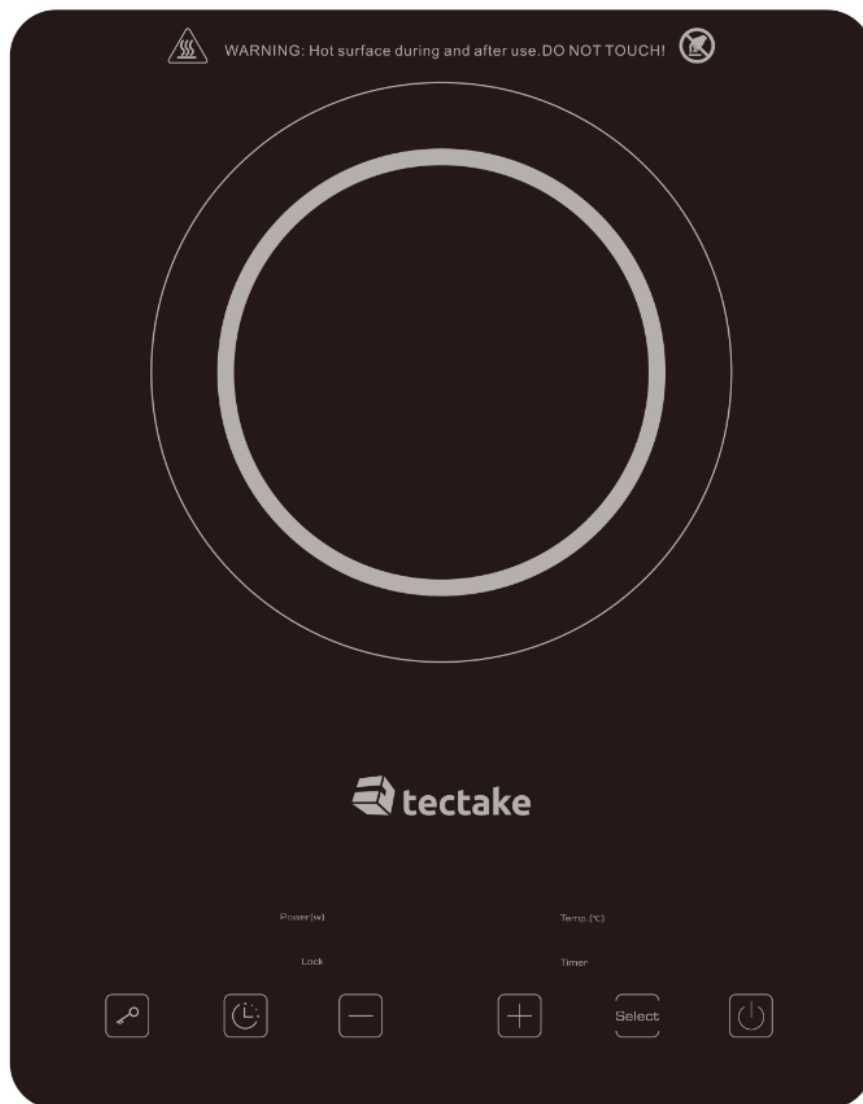 WARNING: Hot surface during and after use.DO NOT TOUCH!
tectake
Power(w) Temp.(℃)
Lock Timer
Select